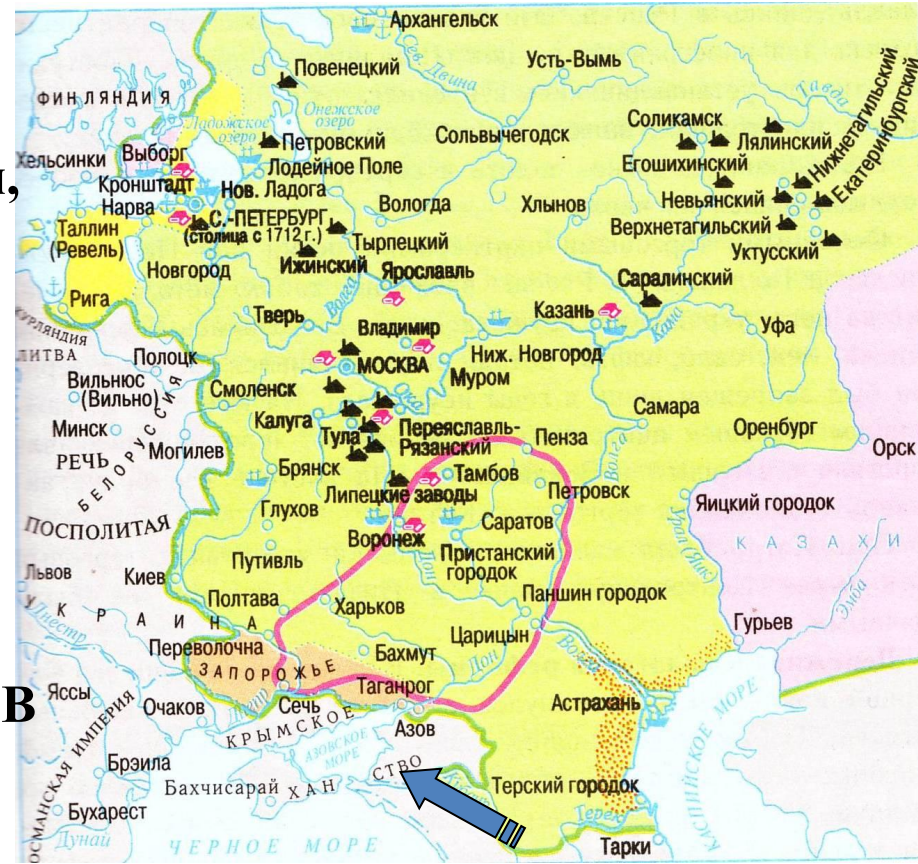 Архангельск
Сев. Двина
Повенецкий
Усть-Вымь
ФИНЛЯНДИЯ
Онежское
озеро
Ладожское
озеро
Кама
Соликамск
Лялинский
Нижнетагильский
Екатеринбургский
Сольвычегодск
Петровский
Хельсинки
Выборг
Лодейное Поле
Егошихинский
и,
Кронштадт
Нов. Ладога
Вологда
Хлынов
Невьянский
Нарва
С.-ПЕТЕРБУРГ
(столица с 1712 г.)
Верхнетагильский
Таллин
(Ревель)
Тырпецкий
Уктусский
Новгород
Ижинский
Ярославль
Саралинский
Рига
Волга
Тверь
Казань
Кама
КУРЛЯНДИЯ
Владимир
Уфа
ЛИТВА
Полоцк
МОСКВА
Ниж. Новгород
Вильнюс
(Вильно)
Смоленск
Муром
Ока
Калуга
Самара
Минск
Тула
Переяславль-
Рязанский
Пенза
Оренбург
БЕЛОРУССИЯ
Могилев
Орск
РЕЧЬ
Брянск
Тамбов
Волга
Липецкие заводы
Петровск
Яицкий городок
ПОСПОЛИТАЯ
Глухов
Саратов
Воронеж
КАЗАХИ
Путивль
Дон
Пристанский
городок
Львов
Киев
Эмба
УКРАИНА
Полтава
Харьков
Паншин городок
Днестр
Царицын
Гурьев
Переволочна
Волга
ЗАПОРОЖЬЕ
Бахмут
Дон
Яссы
Таганрог
Астрахань
В
Очаков
Днепр
Сечь
Азов
КРЫМСКОЕ
ОСМАНСКАЯ ИМПЕРИЯ
АЗОВСКОЕ
МОРЕ
Брэила
КАСПИЙСКОЕ МОРЕ
Бахчисарай
ХАН
СТВО
Кубань
Терский городок
Бухарест
Терек
Дунай
ЧЕРНОЕ МОРЕ
Тарки